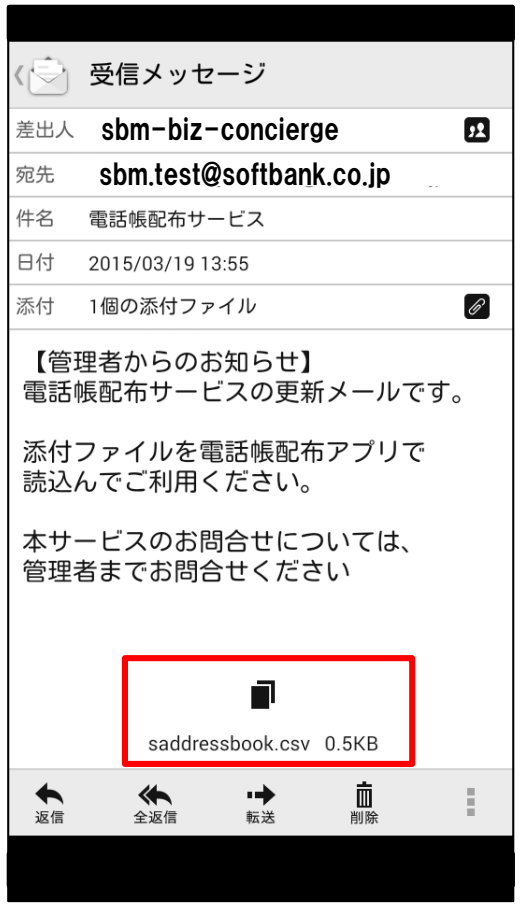 受信メッセージ
差出人 sbm-biz-concierge
宛先 sbm.test@softbank.co.jp
件名 電話帳配布サービス
日付 2015/03/19 13:55
添付 1個の添付ファイル
【管理者からのお知らせ】
電話帳配布サービスの更新メールです。
添付ファイルを電話帳配布アプリで
読込んでご利用ください。
本サービスのお問合せについては、
管理者までお問合せください
saddressbook.csv 0.5KB
返信 全返信 転送 削除